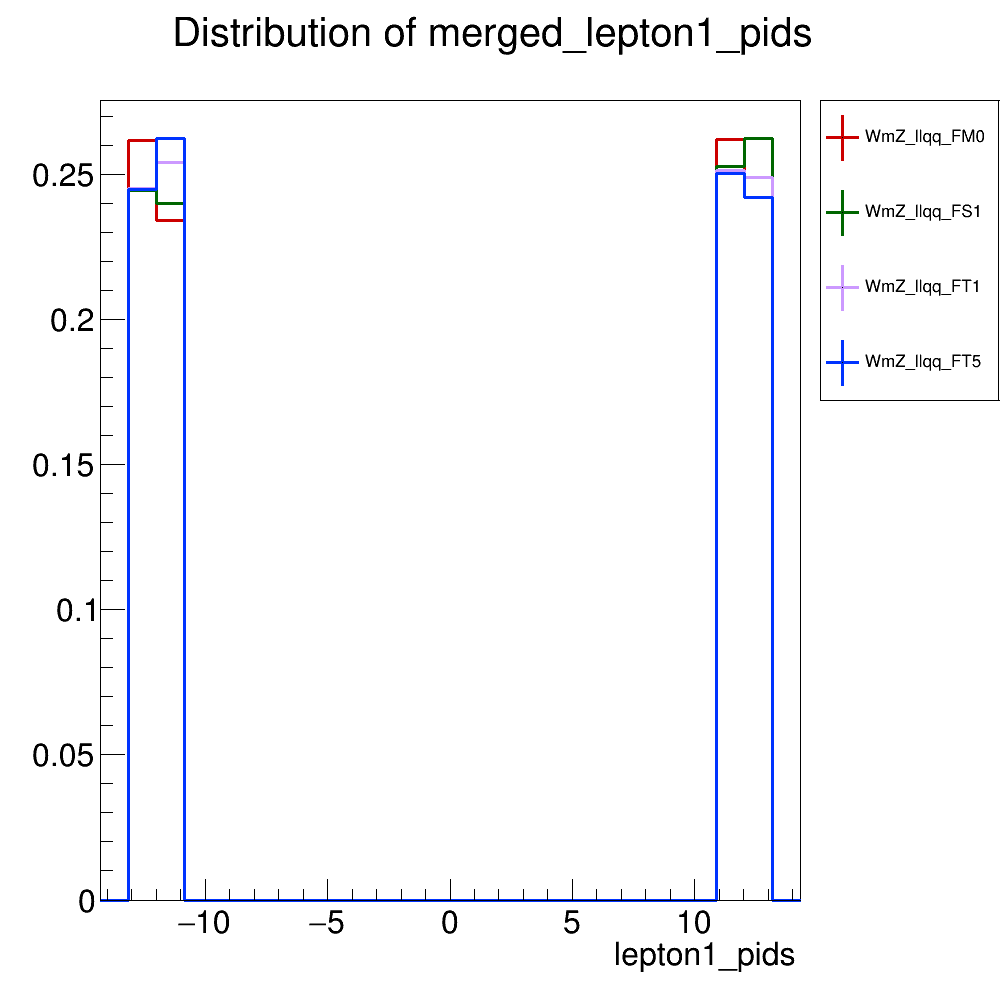 Distribution of merged_lepton1_pids
WmZ_llqq_FM0
WmZ_llqq_FS1
WmZ_llqq_FT1
WmZ_llqq_FT5
0.25
0.2
0.15
0.1
0.05
0
−10 −5 0 5 10
lepton1_pids